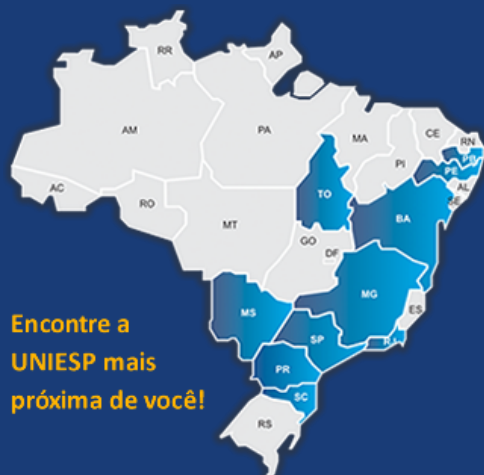 AP
RR
AM
PA
MA
CE
RN
PB
PI
PE
AL
SE
AC
TO
RO
BA
MT
GO
DF
MG
ES
MS
SP
RJ
PR
SC
RS
Encontre a
UNIESP mais
próxima de você!